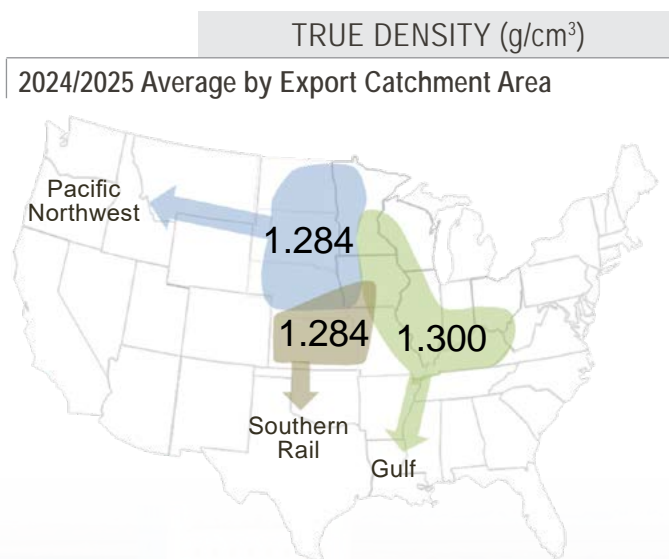 TRUE DENSITY (g/cm³)
2024/2025 Average by Export Catchment Area
Pacific
Northwest
1.284
1.284
1.300
Southern
Rail
Gulf